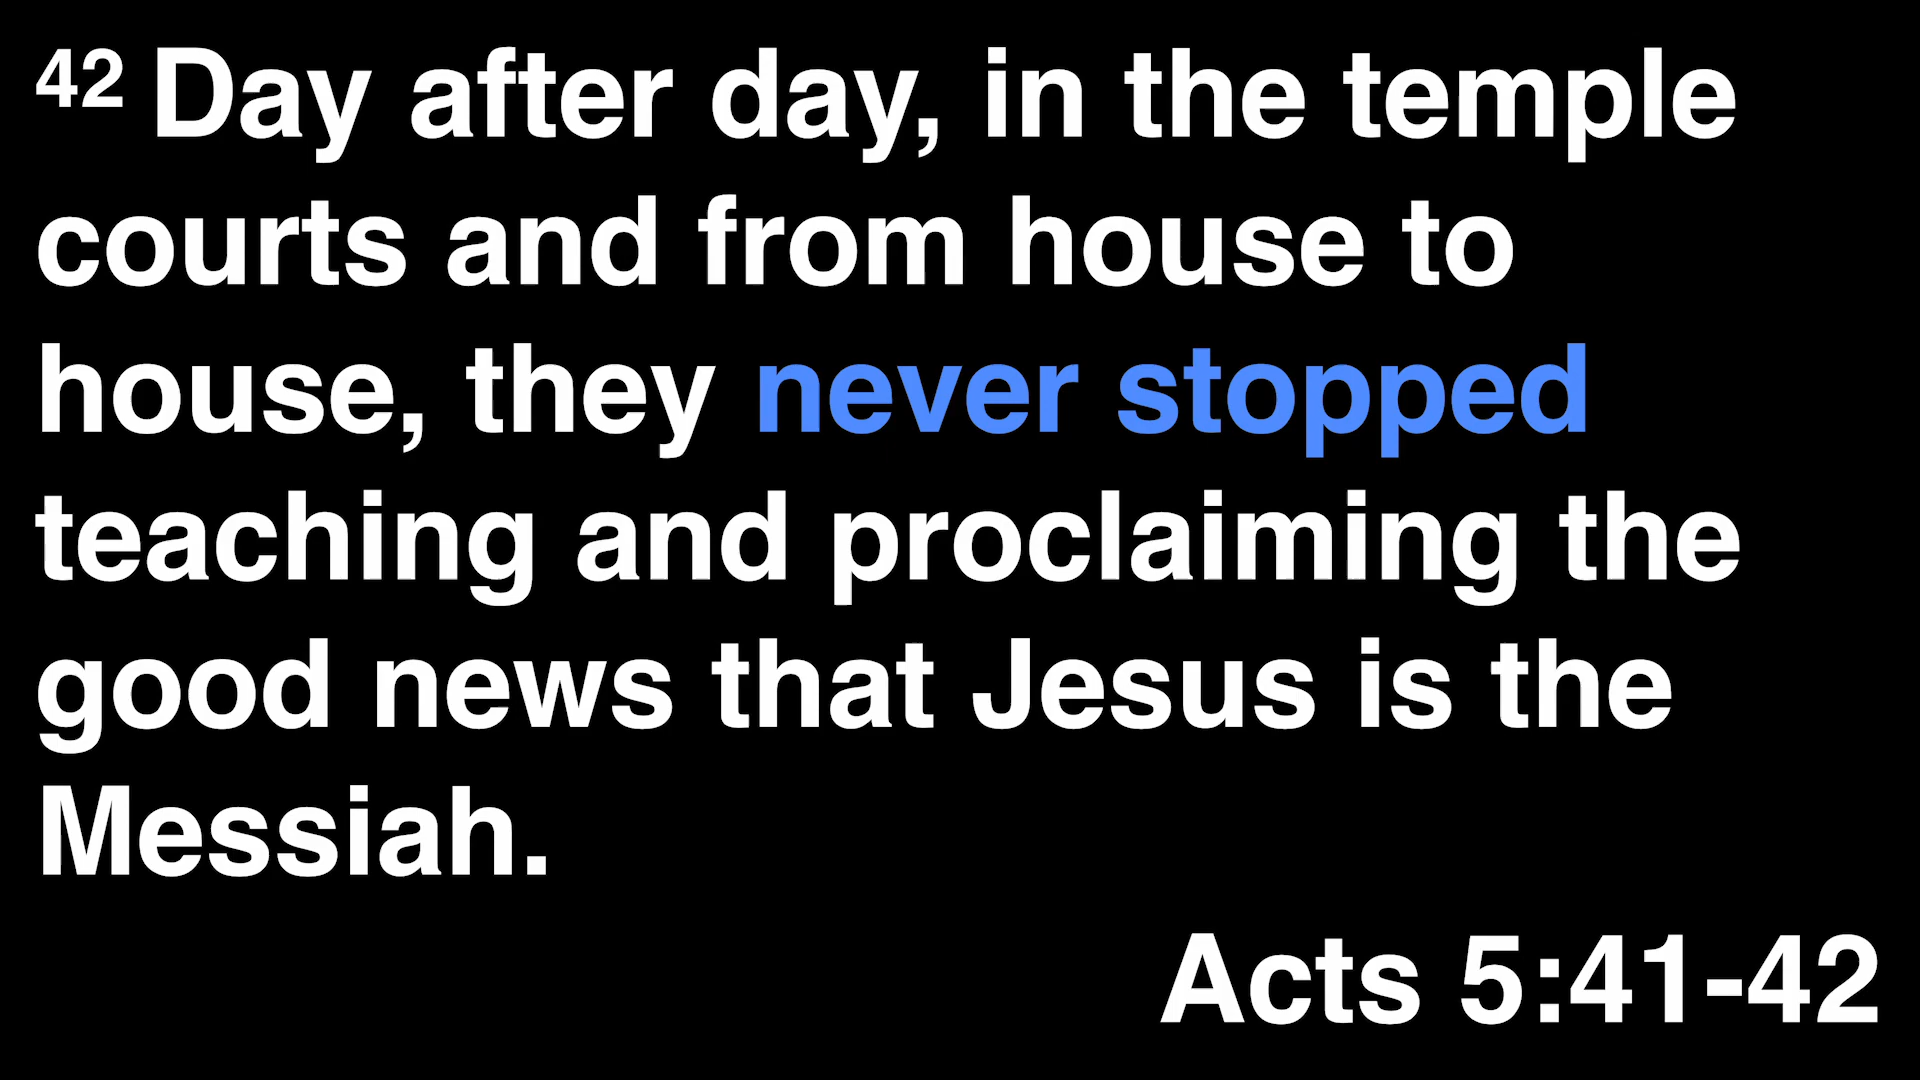 42 Day after day, in the temple
courts and from house to
house, they never stopped
teaching and proclaiming the
good news that Jesus is the
Messiah.
Acts 5:41-42